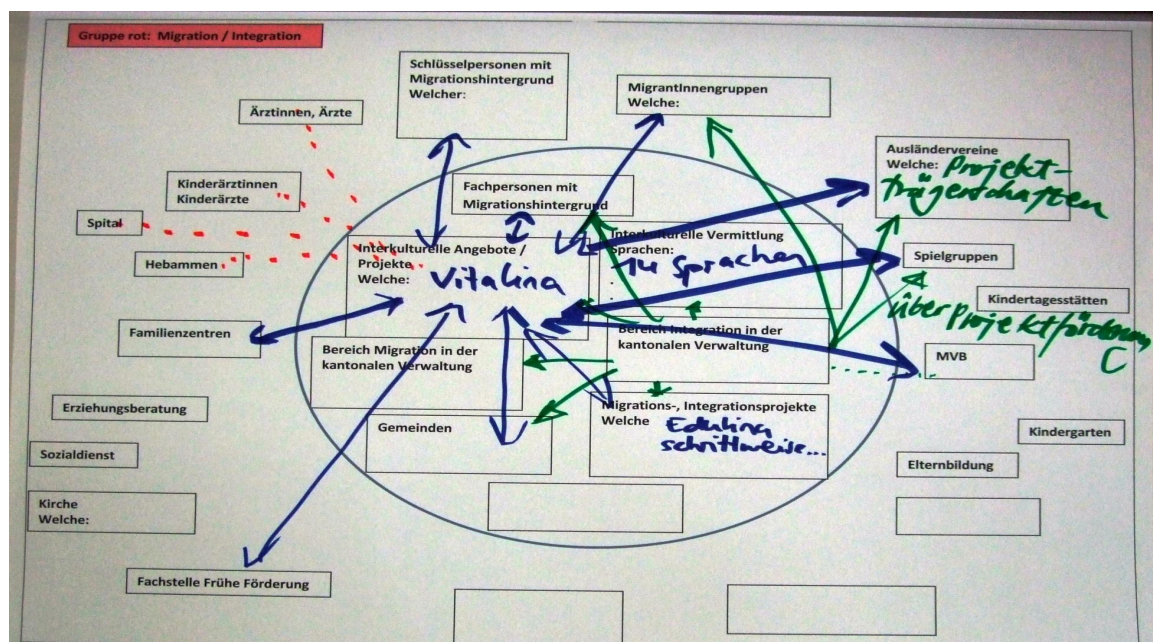 Gruppe rot: Migration / Integration
Schlüsselpersonen mit
Migrationshintergrund
Welcher:
MigrantInnengruppen
Welche:
Ärztinnen, Ärzte
Ausländervereine
Welche: Projekt-
trägerschaften
Kinderärztinnen
Kinderärzte
Fachpersonen mit
Migrationshintergrund
Spital
Interkulturelle Angebote /
Projekte
Welche: Vitalina
Interkulturelle Vermittlung
Sprachen:
14 Sprachen
Hebammen
Spielgruppen
Kindertagesstätten
über Projektförderung
C
Familienzentren
Bereich Migration in der
kantonalen Verwaltung
Bereich Integration in der
kantonalen Verwaltung
MVB
Erziehungsberatung
Gemeinden
Migrations-, Integrationsprojekte
Welche Edulina
schrittweise...
Kindergarten
Sozialdienst
Elternbildung
Kirche
Welche:
Fachstelle Frühe Förderung